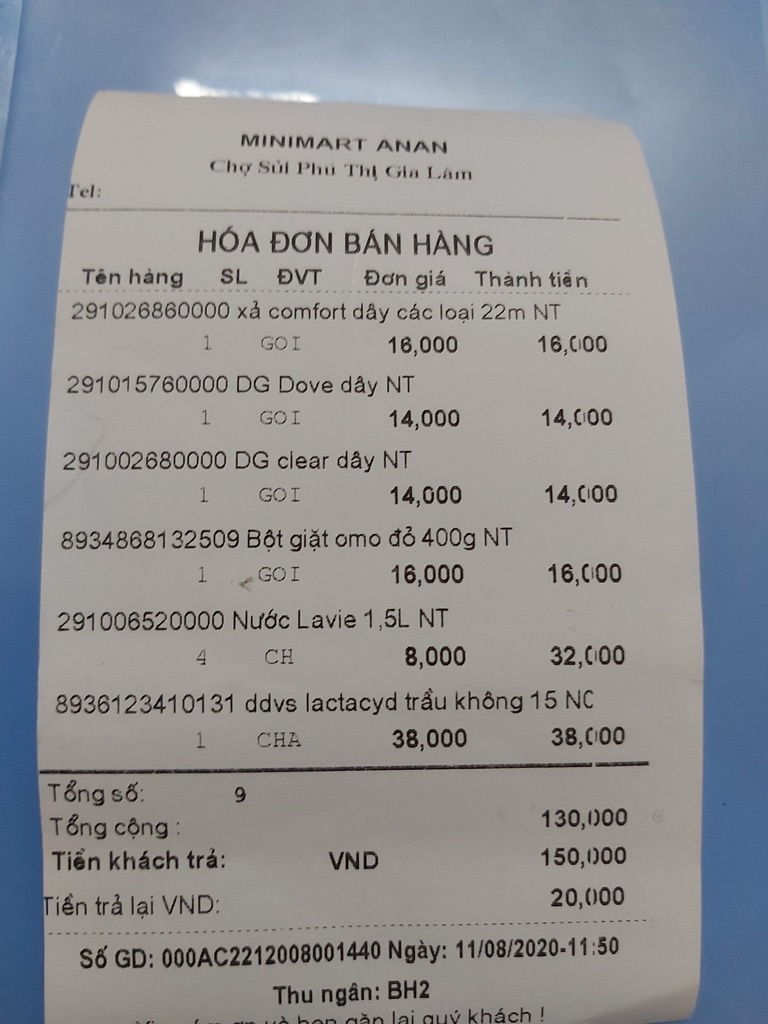 MINIMART ANAN
Chợ Sủi Phú Thị Gia Lâm
Tel:
HÓA ĐƠN BÁN HÀNG
Tên hàng SL ĐVT Đơn giá Thành tiền
291026860000 xả comfort dây các loại 22m NT
1 GOI 16,000 16,000
291015760000 DG Dove dây NT
1 GOI 14,000 14,000
291002680000 DG clear dây NT
1 GOI 14,000 14,000
8934868132509 Bột giặt omo đỏ 400g NT
1 GOI 16,000 16,000
291006520000 Nước Lavie 1,5L NT
4 CH 8,000 32,000
8936123410131 ddvs lactacyd trầu không 15 NC
1 CHA 38,000 38,000
Tổng số: 9
Tổng cộng : 130,000
Tiền khách trả: VND 150,000
Tiền trả lại VND: 20,000
Số GD: 000AC2212008001440 Ngày: 11/08/2020-11:50
Thu ngân: BH2
và hẹn gặp lại quý khách !